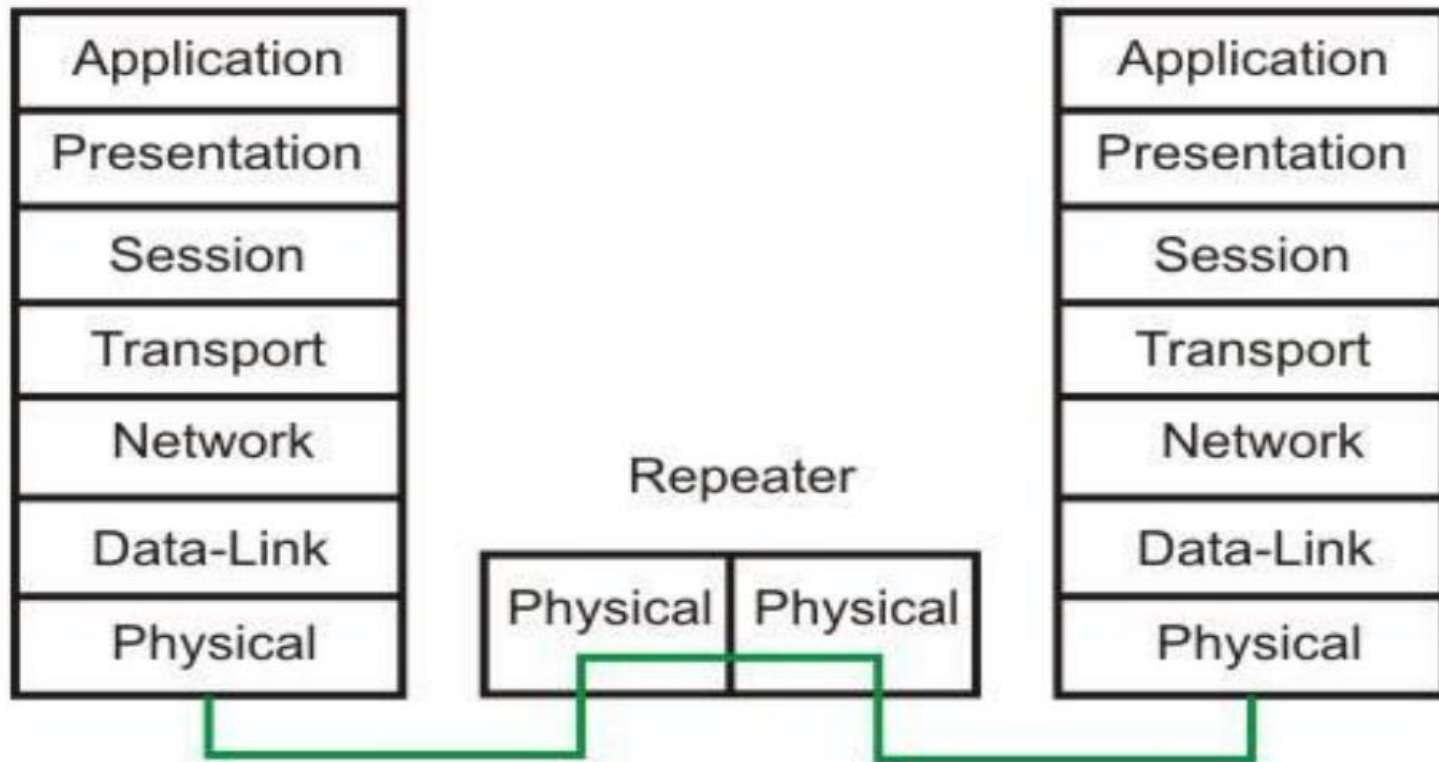 Application
Presentation
Session
Transport
Network
Data-Link
Physical
Repeater
Physical Physical
Application
Presentation
Session
Transport
Network
Data-Link
Physical